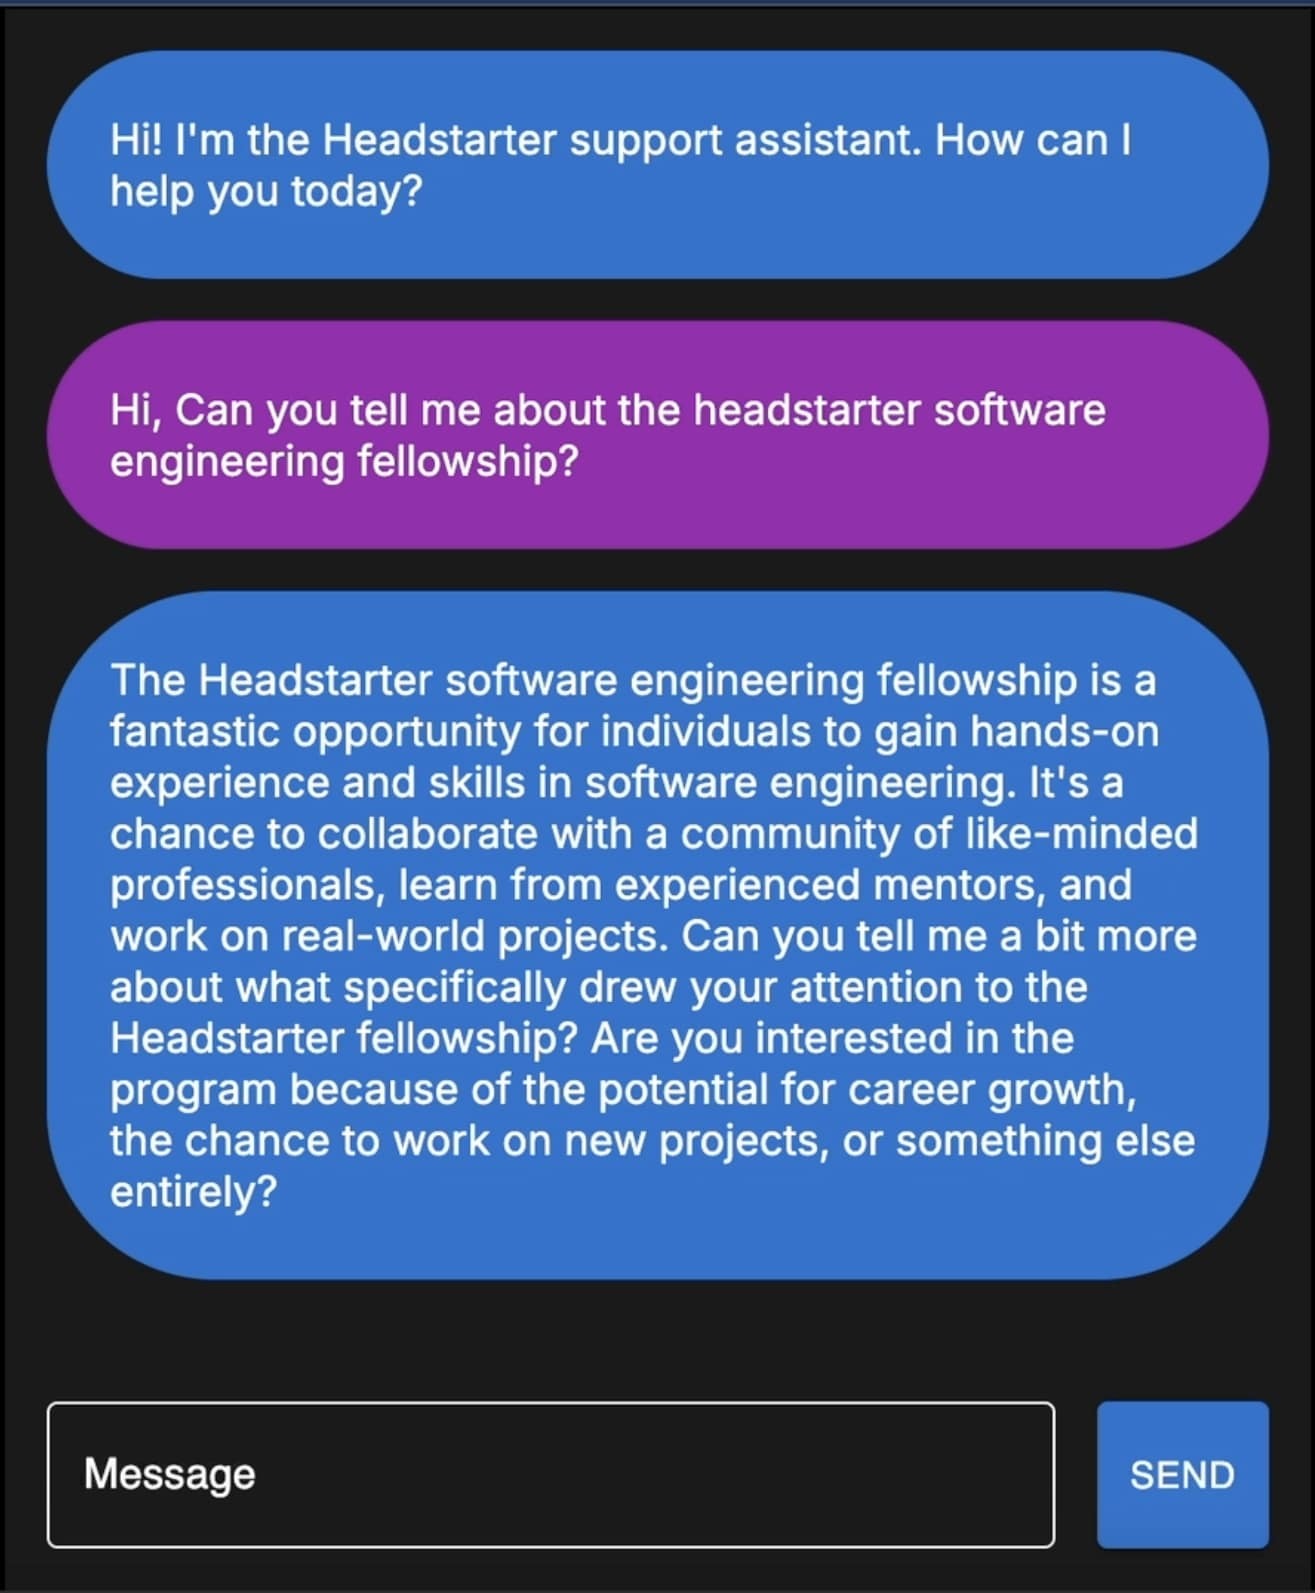 Hi! I'm the Headstarter support assistant. How can I
help you today?
Hi, Can you tell me about the headstarter software
engineering fellowship?
The Headstarter software engineering fellowship is a
fantastic opportunity for individuals to gain hands-on
experience and skills in software engineering. It's a
chance to collaborate with a community of like-minded
professionals, learn from experienced mentors, and
work on real-world projects. Can you tell me a bit more
about what specifically drew your attention to the
Headstarter fellowship? Are you interested in the
program because of the potential for career growth,
the chance to work on new projects, or something else
entirely?
Message
SEND